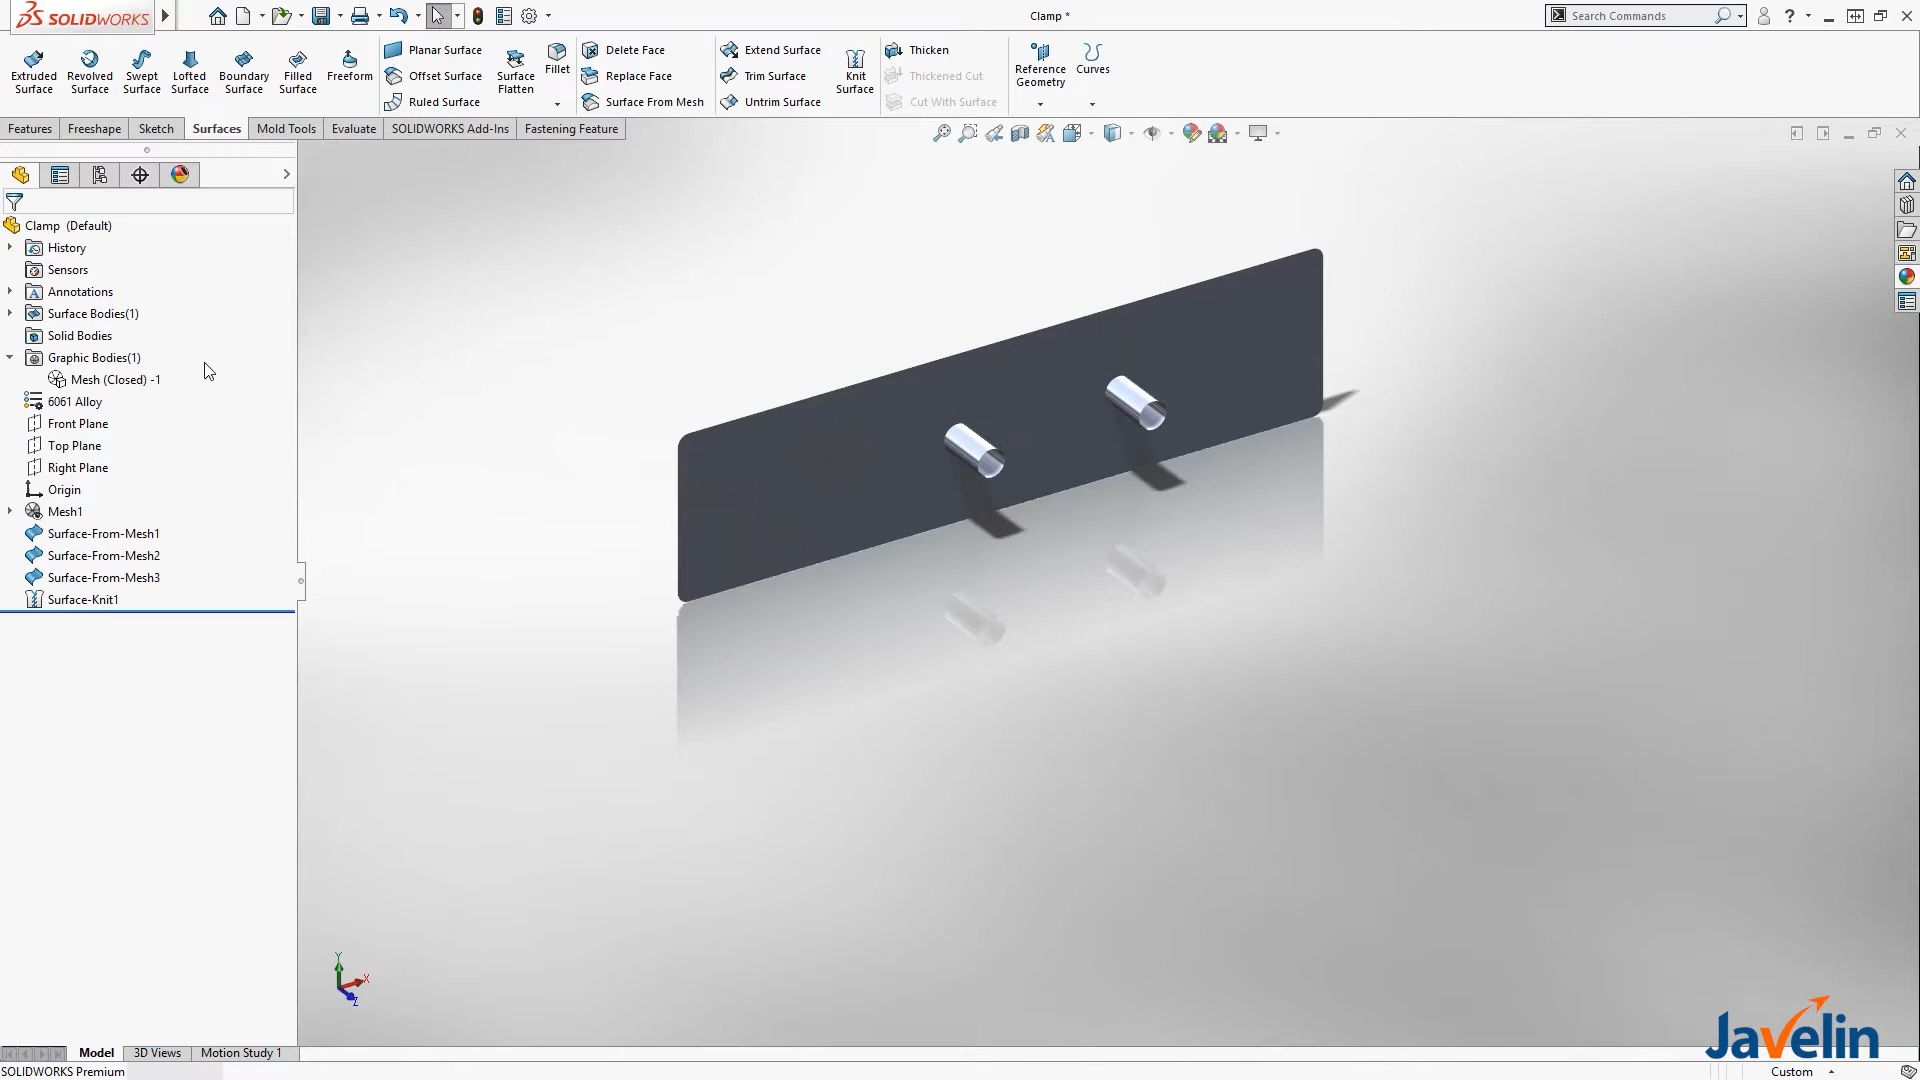 SOLIDWORKS
Clamp *
Search Commands
Extruded Surface
Revolved Surface
Swept Surface
Lofted Surface
Boundary Surface
Filled Surface
Freeform
Planar Surface
Offset Surface
Ruled Surface
Surface Flatten
Fillet
Delete Face
Replace Face
Surface From Mesh
Extend Surface
Trim Surface
Untrim Surface
Knit Surface
Thicken
Thickened Cut
Cut With Surface
Reference Geometry
Curves
Features
Freeshape
Sketch
Surfaces
Mold Tools
Evaluate
SOLIDWORKS Add-Ins
Fastening Feature
Clamp (Default)
History
Sensors
Annotations
Surface Bodies(1)
Solid Bodies
Graphic Bodies(1)
Mesh (Closed) -1
6061 Alloy
Front Plane
Top Plane
Right Plane
Origin
Mesh1
Surface-From-Mesh1
Surface-From-Mesh2
Surface-From-Mesh3
Surface-Knit1
Y
X
Z
Javelin
Model
3D Views
Motion Study 1
SOLIDWORKS Premium
Custom